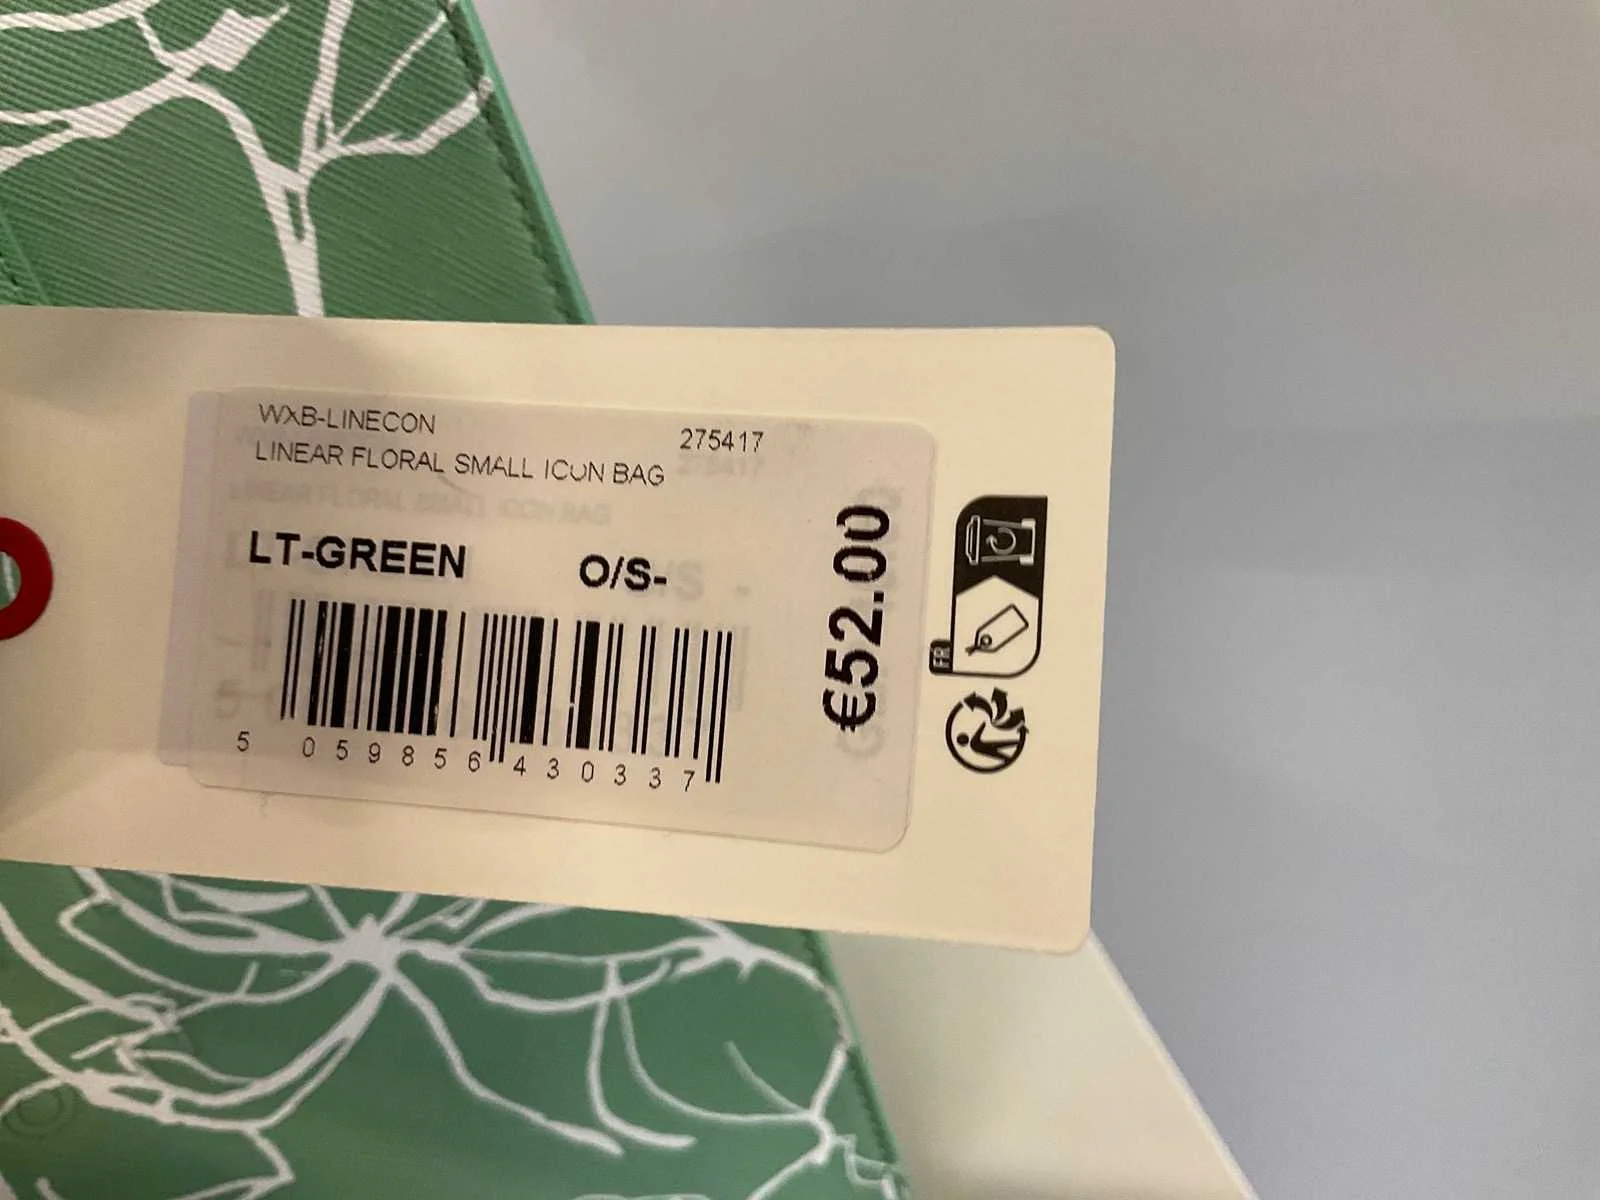 WXB-LINECON
275417
LINEAR FLORAL SMALL ICON BAG
LT-GREEN O/S-
€52.00
5 059856 430337
FR